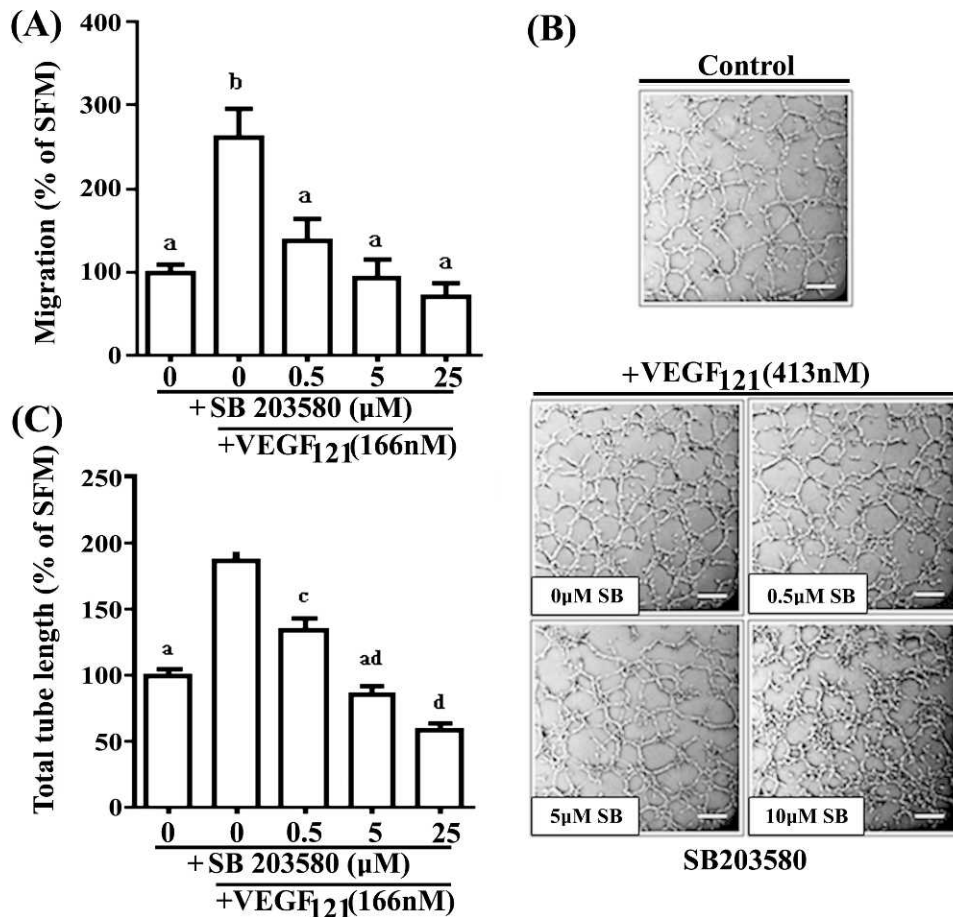 (A)
Migration (% of SFM)
400
300
200
100
0
a
b
a
a
a
0 0 0.5 5 25
+SB 203580 (µM)
+VEGF121(166nM)
(B)
Control
+VEGF121(413nM)
0µM SB
0.5µM SB
5µM SB
10µM SB
SB203580
(C)
Total tube length (% of SFM)
250
200
150
100
50
0
a
c
ad
d
0 0 0.5 5 25
+SB 203580 (µM)
+VEGF121(166nM)